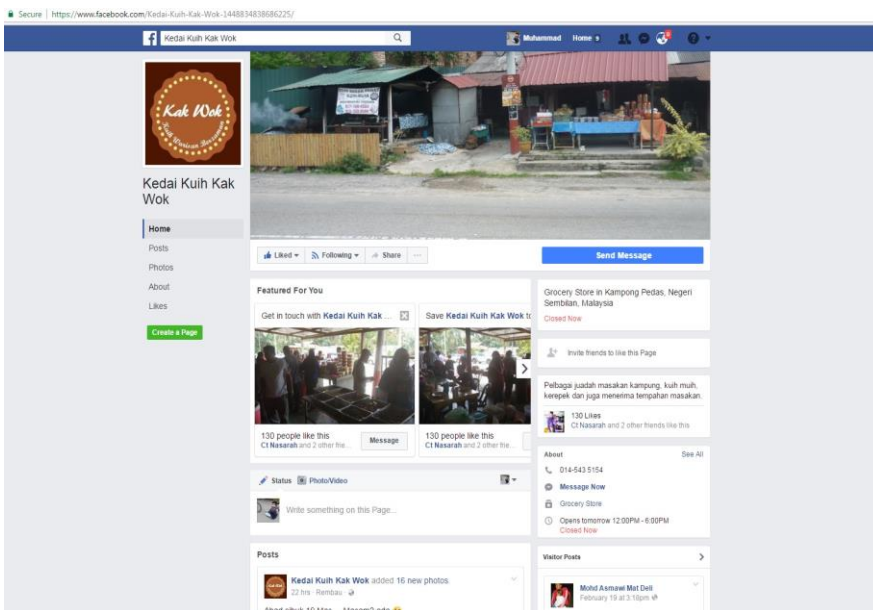 Secure | https://www.facebook.com/Kedai-Kuih-Kak-Wok-1448834838686225/
Kedai Kuih Kak Wok
Muhammad Home 9
Kak Wok
Kuih Warisan Bersama
Kedai Kuih Kak
Wok
Home
Posts
Photos
About
Likes
Create a Page
Liked
Following
Share
Send Message
Featured For You
Get in touch with Kedai Kuih Kak ...
130 people like this
Ct Nasarah and 2 other frie...
Message
Save Kedai Kuih Kak Wok to
130 people like this
Ct Nasarah and 2 other frie...
Status Photo/Video
Write something on this Page...
Posts
Kedai Kuih Kak Wok added 16 new photos.
22 hrs · Rembau ·
Grocery Store in Kampong Pedas, Negeri
Sembilan, Malaysia
Closed Now
Invite friends to like this Page
Pelbagai juadah masakan kampung, kuih muih,
kerepek dan juga menerima tempahan masakan.
130 Likes
Ct Nasarah and 2 other friends like this
About
See All
014-543 5154
Message Now
Grocery Store
Opens tomorrow 12:00PM - 6:00PM
Closed Now
Visitor Posts
Mohd Asmawi Mat Deli
February 19 at 3:18pm